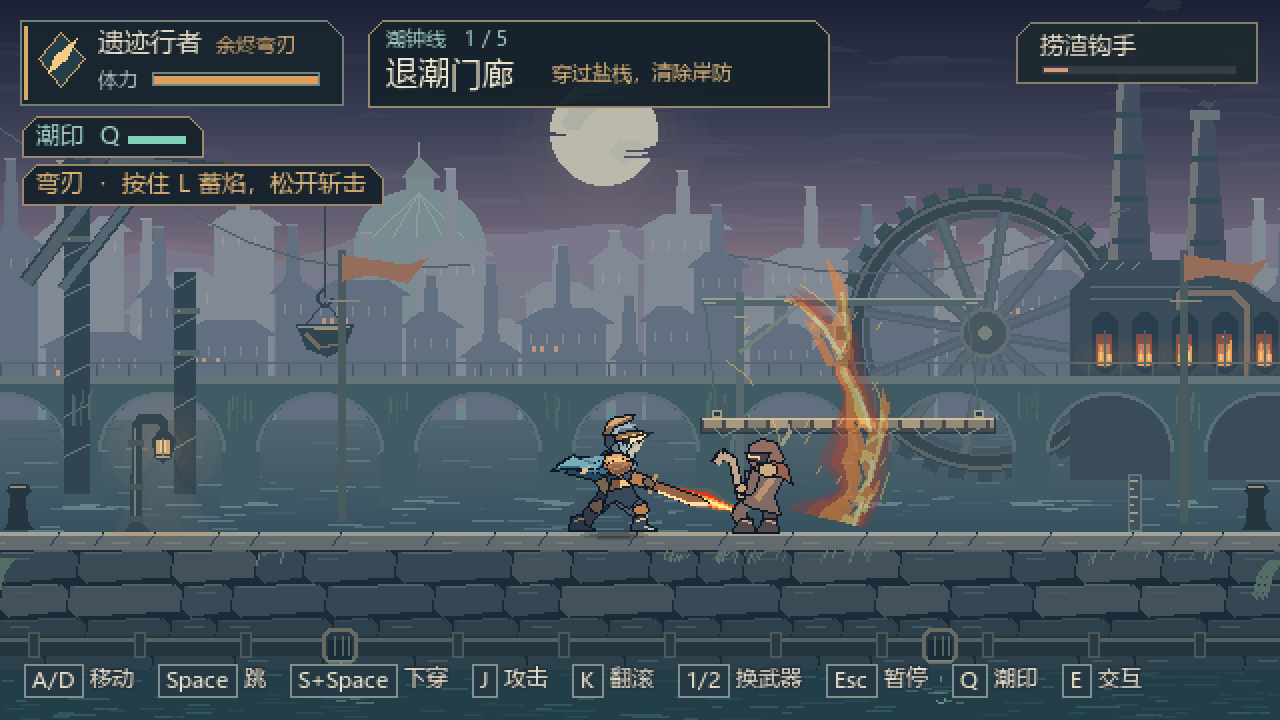 遗迹行者 余烬弯刃
体力
潮钟线 1 / 5
退潮门廊 穿过盐栈，清除岸防
捞渣钩手
潮印 Q
弯刃 · 按住 L 蓄焰，松开斩击
A/D 移动 Space 跳 S+Space 下穿 J 攻击 K 翻滚 1/2 换武器 Esc 暂停 · Q 潮印 E 交互